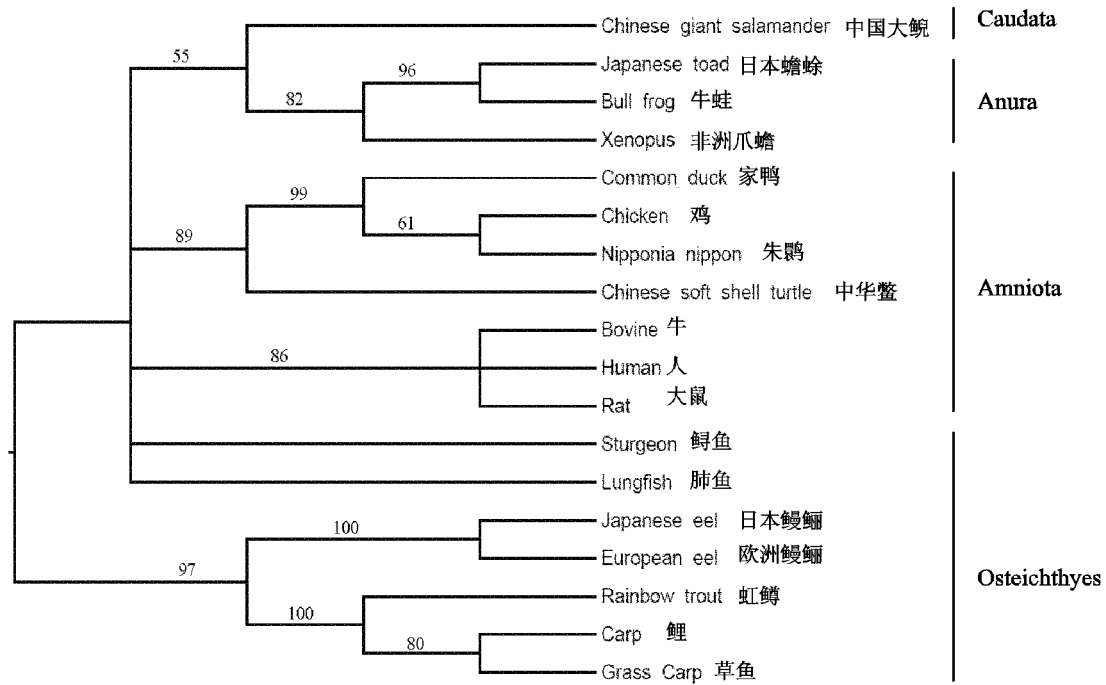 Chinese giant salamander 中国大鲵
Caudata
55
Japanese toad 日本蟾蜍
96
Bull frog 牛蛙
82
Anura
Xenopus 非洲爪蟾
Common duck 家鸭
99
Chicken 鸡
61
89
Nipponia nippon 朱鹮
Chinese soft shell turtle 中华鳖
Amniota
Bovine 牛
86
Human 人
Rat 大鼠
Sturgeon 鲟鱼
Lungfish 肺鱼
Japanese eel 日本鳗鲡
100
European eel 欧洲鳗鲡
97
Osteichthyes
Rainbow trout 虹鳟
100
Carp 鲤
80
Grass Carp 草鱼